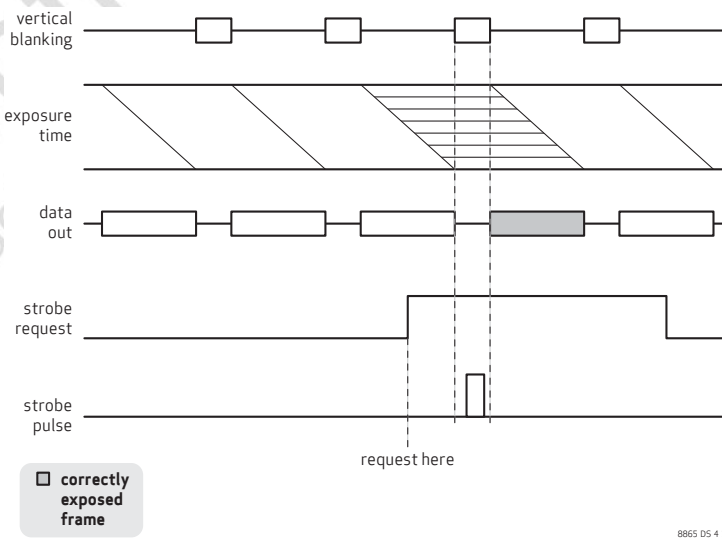 vertical
blanking
exposure
time
data
out
strobe
request
strobe
pulse
request here
correctly
exposed
frame
8865 DS 4